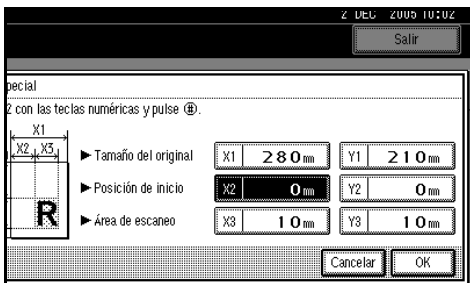 2 DEC 2005 10:02
Salir
pecial
2 con las teclas numéricas y pulse (#).
X1
X2 X3
▶ Tamaño del original X1 280 mm Y1 210 mm
▶ Posición de inicio X2 0 mm Y2 0 mm
R
▶ Área de escaneo X3 10 mm Y3 10 mm
Cancelar OK